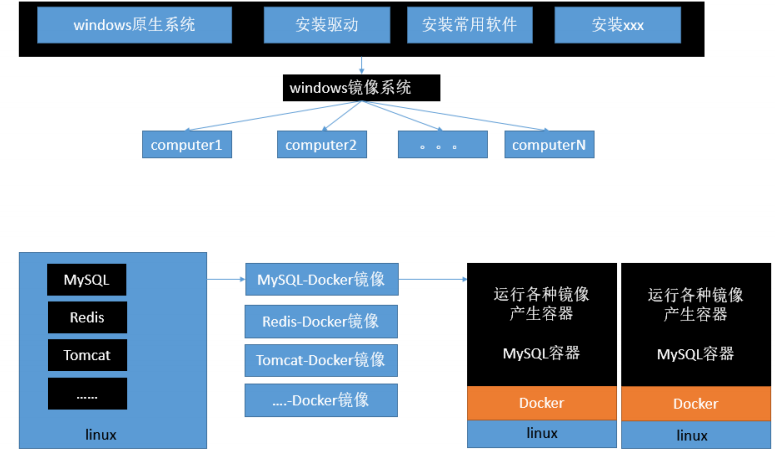 windows原生系统
安装驱动
安装常用软件
安装xxx
windows镜像系统
computer1
computer2
。。。
computerN
MySQL
Redis
Tomcat
……
linux
MySQL-Docker镜像
Redis-Docker镜像
Tomcat-Docker镜像
….-Docker镜像
运行各种镜像
产生容器
MySQL容器
Docker
linux
运行各种镜像
产生容器
MySQL容器
Docker
linux